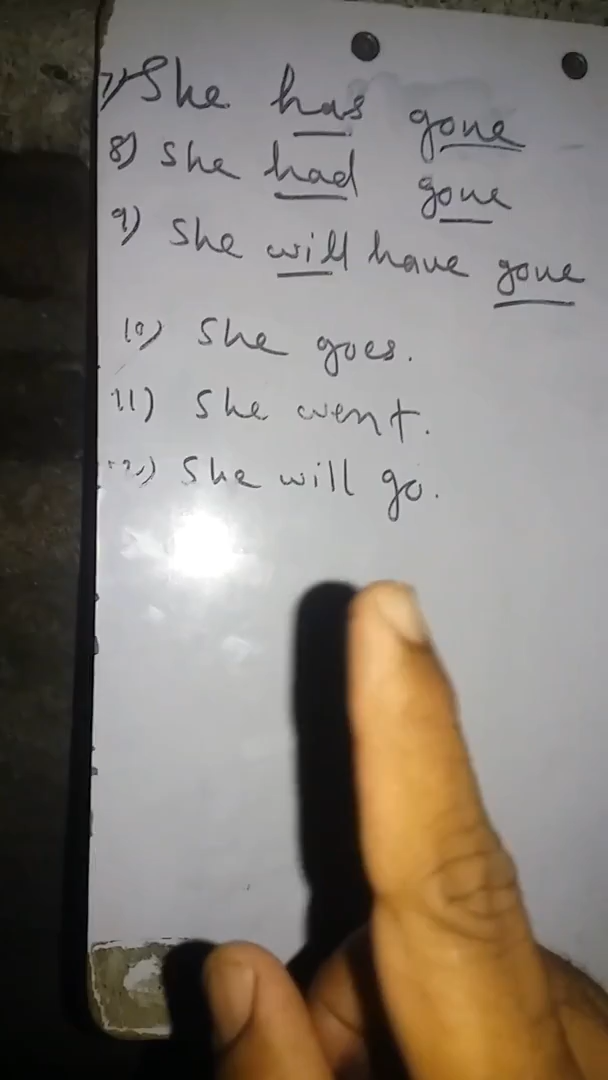 7) She has gone
8) She had gone
9) She will have gone
10) She goes.
11) She went.
12) She will go.